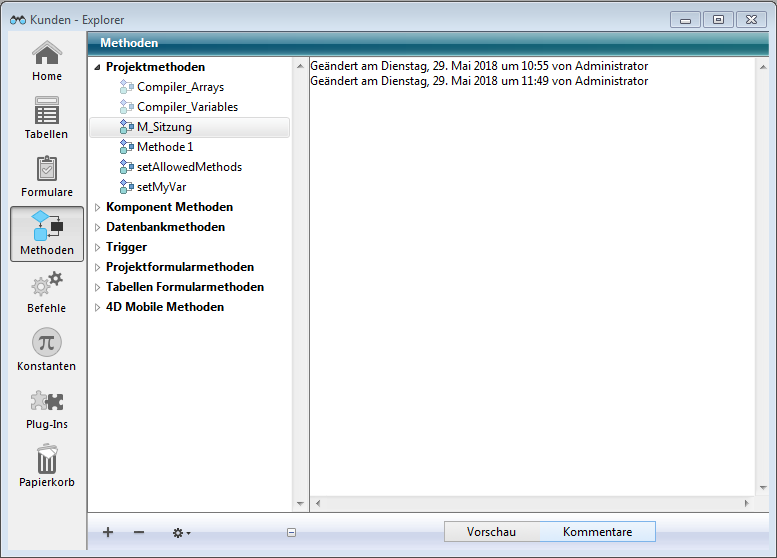 Kunden - Explorer
Home
Tabellen
Formulare
Methoden
Befehle
Konstanten
Plug-Ins
Papierkorb
Methoden
Projektmethoden
Compiler_Arrays
Compiler_Variables
M_Sitzung
Methode 1
setAllowedMethods
setMyVar
Komponent Methoden
Datenbankmethoden
Trigger
Projektformularmethoden
Tabellen Formularmethoden
4D Mobile Methoden
Geändert am Dienstag, 29. Mai 2018 um 10:55 von Administrator
Geändert am Dienstag, 29. Mai 2018 um 11:49 von Administrator
Vorschau
Kommentare